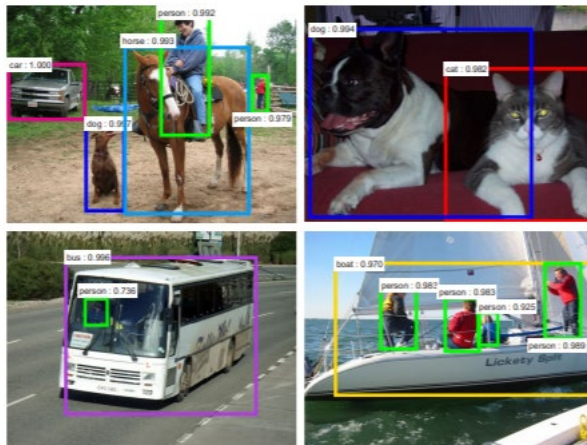 person : 0.992
horse : 0.993
car : 1.000
dog : 0.997
person : 0.979
dog : 0.994
cat : 0.982
bus : 0.996
person : 0.736
boat : 0.970
person : 0.983
person : 0.983
person : 0.925
person : 0.989
Lickety Split